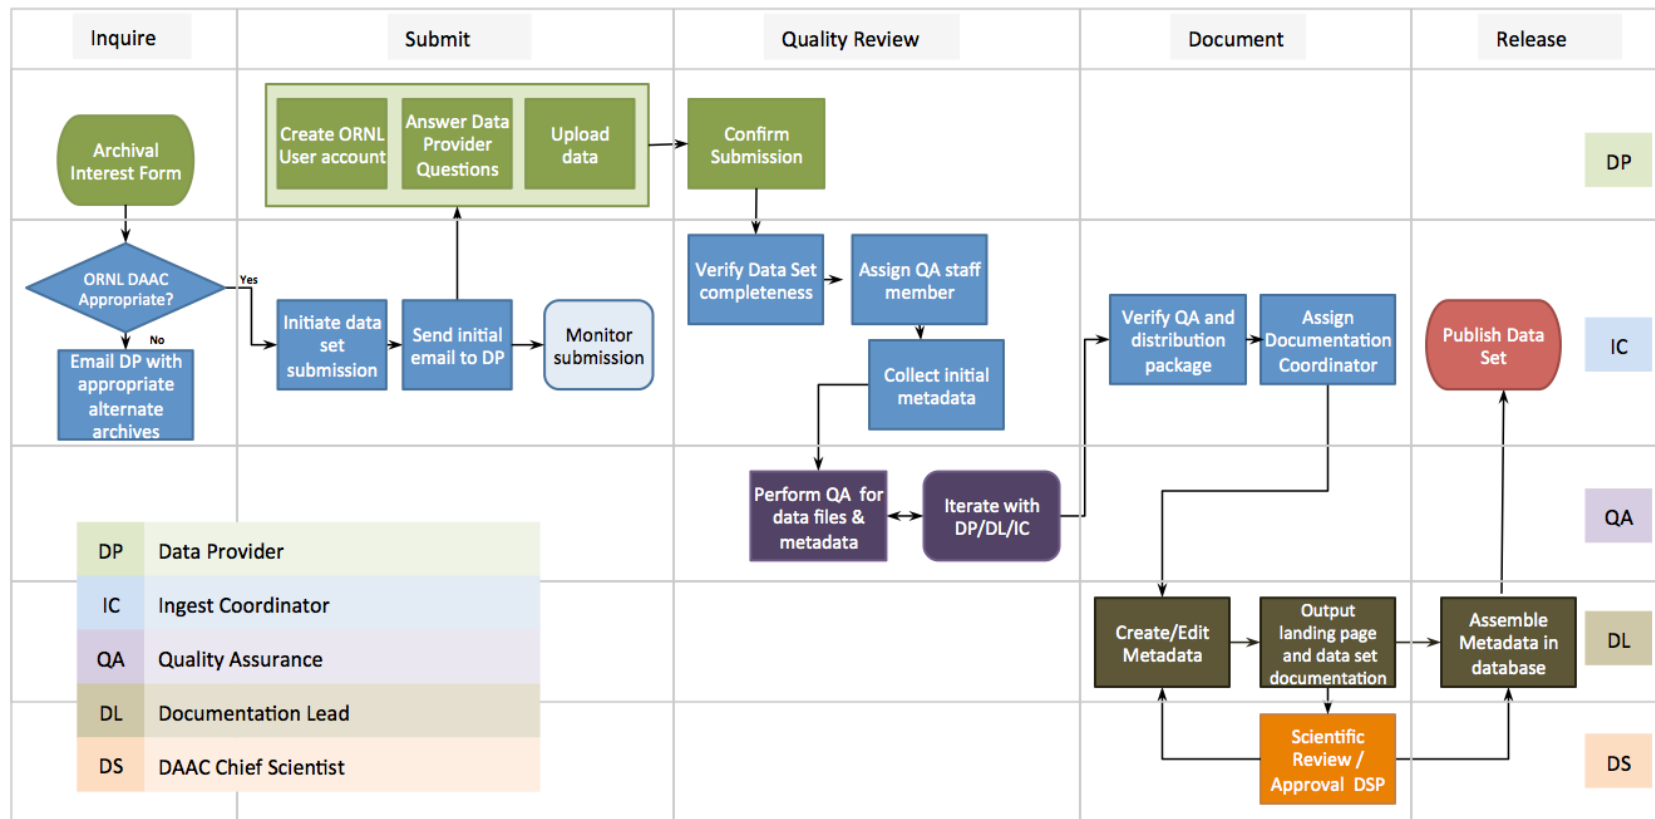 Inquire
Submit
Quality Review
Document
Release
Archival
Interest Form
Create ORNL
User account
Answer Data
Provider
Questions
Upload
data
Confirm
Submission
DP
ORNL DAAC
Appropriate?
Yes
No
Email DP with
appropriate
alternate
archives
Initiate data
set
submission
Send initial
email to DP
Monitor
submission
Verify Data Set
completeness
Assign QA staff
member
Collect initial
metadata
Verify QA and
distribution
package
Assign
Documentation
Coordinator
Publish Data
Set
IC
Perform QA for
data files &
metadata
Iterate with
DP/DL/IC
QA
Create/Edit
Metadata
Output
landing page
and data set
documentation
Assemble
Metadata in
database
DL
Scientific
Review /
Approval DSP
DS
DP Data Provider
IC Ingest Coordinator
QA Quality Assurance
DL Documentation Lead
DS DAAC Chief Scientist